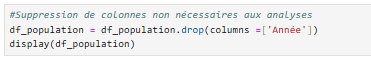 #Suppression de colonnes non nécessaires aux analyses
df_population = df_population.drop(columns =['Année'])
display(df_population)